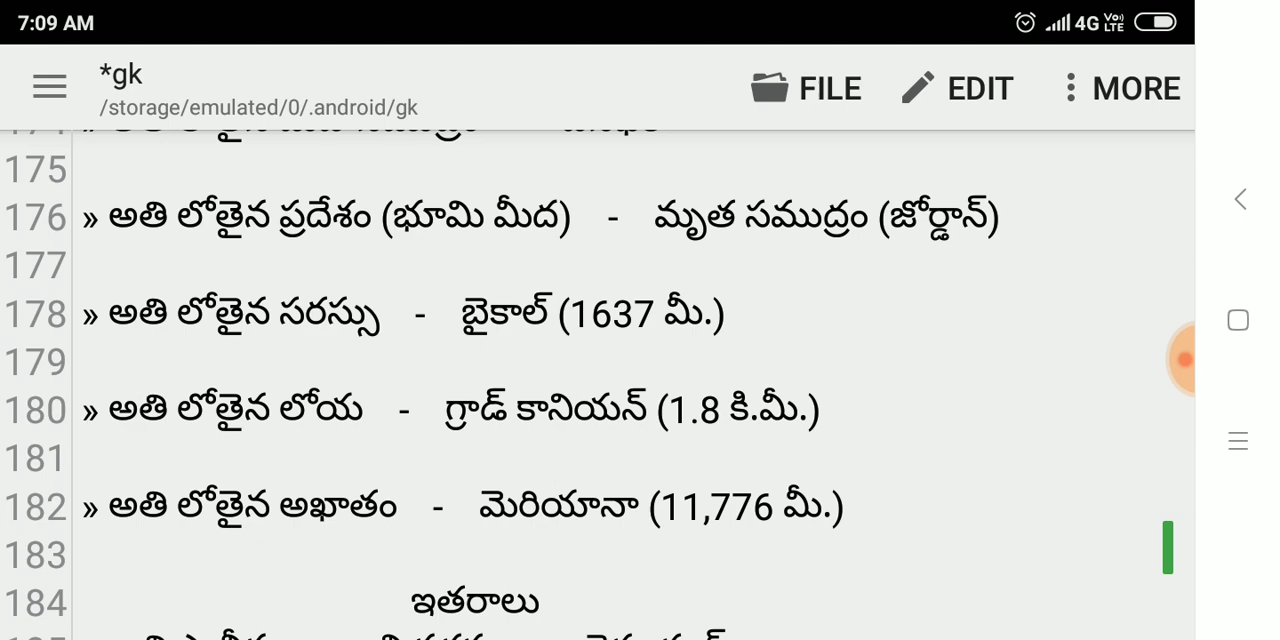 7:09 AM
4G Vo) LTE
*gk
/storage/emulated/0/.android/gk
FILE EDIT MORE
175
176 » అతి లోతైన ప్రదేశం (భూమి మీద) - మృత సముద్రం (జోర్డాన్)
177
178 » అతి లోతైన సరస్సు - బైకాల్ (1637 మీ.)
179
180 » అతి లోతైన లోయ - గ్రాడ్ కానియన్ (1.8 కి.మీ.)
181
182 » అతి లోతైన అఖాతం - మెరియానా (11,776 మీ.)
183
184 ఇతరాలు